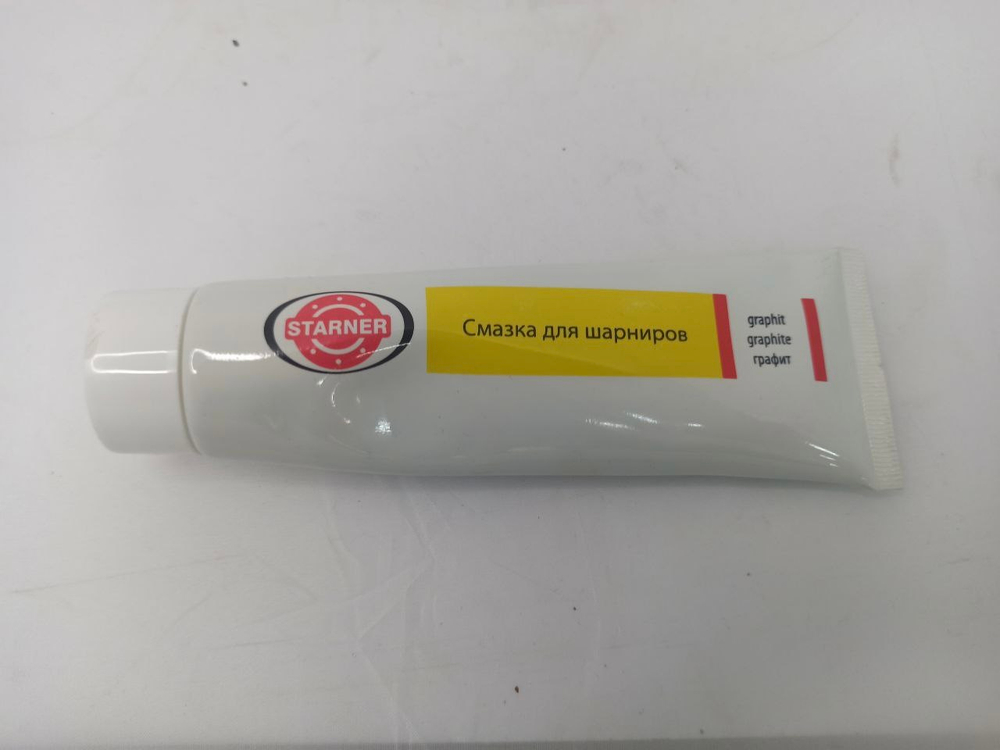 STARNER
Смазка для шарниров
graphit
graphite
графит